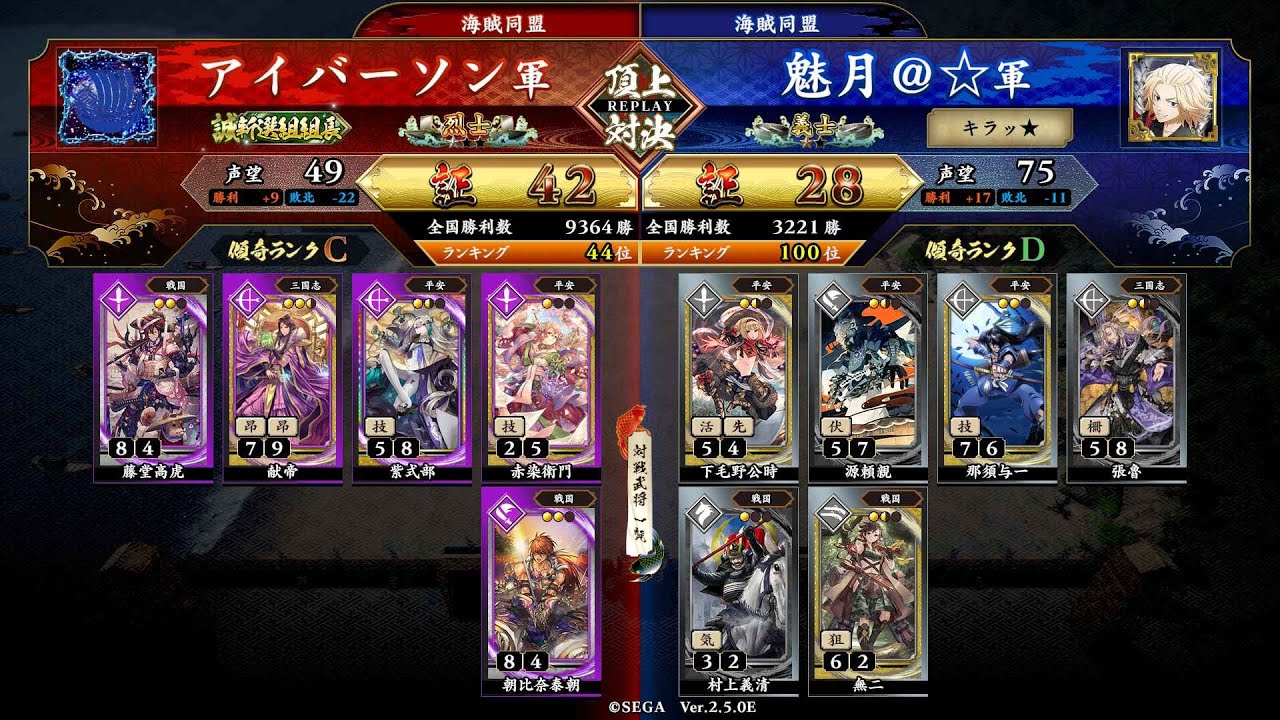 海賊同盟
海賊同盟
アイバーソン軍
頂上
REPLAY
対決
魅月@☆軍
誠新選組組長
烈士
義士
キラッ★
声望 49
勝利 +9 敗北 -22
証 42
証 28
声望 75
勝利 +17 敗北 -11
全国勝利数 9364勝
全国勝利数 3221勝
傾奇ランクC
ランキング 44位
ランキング 100位
傾奇ランクD
戦国
8 4
藤堂高虎
三国志
昂 昂
7 9
献帝
平安
技
5 8
紫式部
平安
技
2 5
赤染衛門
平安
活 先
5 4
下毛野公時
平安
伏
5 7
源頼親
平安
技
7 6
那須与一
三国志
柵
5 8
張魯
対戦武将一覧
戦国
8 4
朝比奈泰朝
戦国
気
3 2
村上義清
戦国
狙
6 2
無二
©SEGA Ver.2.5.0E